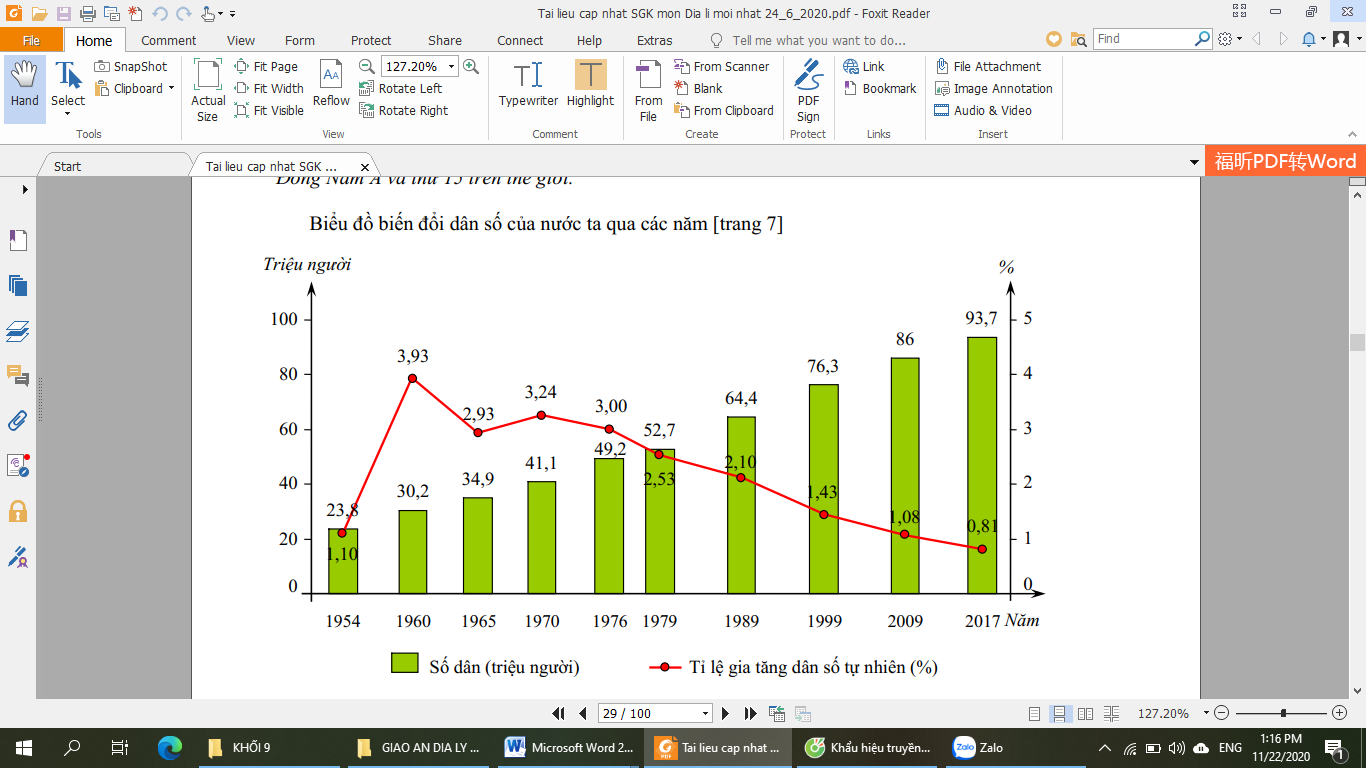 Tai lieu cap nhat SGK mon Dia li moi nhat 24_6_2020.pdf - Foxit Reader
File Home Comment View Form Protect Share Connect Help Extras Tell me what you want to do... Find
Hand
Select
SnapShot
Clipboard
Tools
Actual Size
Fit Page
Fit Width
Fit Visible
Reflow
127.20%
Rotate Left
Rotate Right
View
Typewriter
Highlight
Comment
From File
From Scanner
Blank
From Clipboard
Create
PDF Sign
Protect
Link
Bookmark
Links
File Attachment
Image Annotation
Audio & Video
Insert
Start
Tai lieu cap nhat SGK ...
福昕PDF转Word
Đông Nam Á và thứ 15 trên thế giới.
Biểu đồ biến đổi dân số của nước ta qua các năm [trang 7]
Triệu người %
100 80 60 40 20 0
5 4 3 2 1 0
23,8 30,2 34,9 41,1 49,2 52,7 64,4 76,3 86 93,7
1,10 3,93 2,93 3,24 3,00 2,53 2,10 1,43 1,08 0,81
1954 1960 1965 1970 1976 1979 1989 1999 2009 2017 Năm
Số dân (triệu người) Tỉ lệ gia tăng dân số tự nhiên (%)
29 / 100
127.20%
KHỐI 9
GIAO AN DIA LY ...
Microsoft Word 2...
Tai lieu cap nhat ...
Khẩu hiệu truyền...
Zalo
ENG
1:16 PM
11/22/2020
1